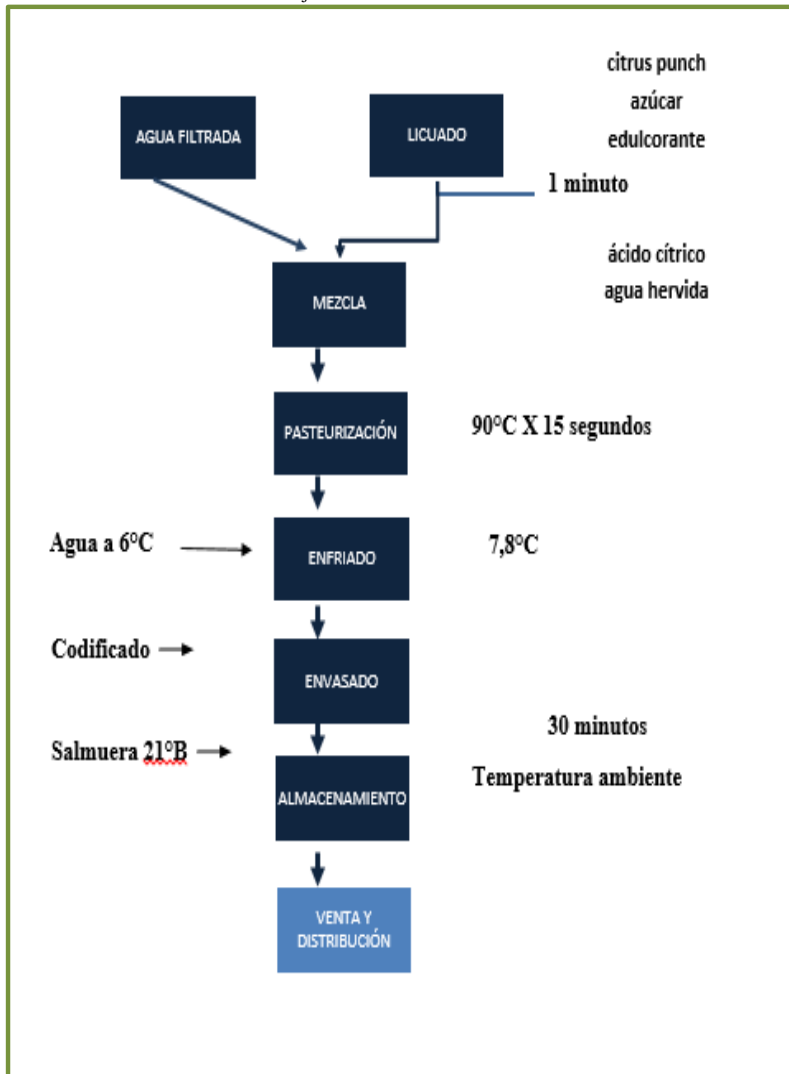 citrus punch
azúcar
edulcorante
AGUA FILTRADA
LICUADO
1 minuto
ácido cítrico
agua hervida
MEZCLA
PASTEURIZACIÓN
90°C X 15 segundos
Agua a 6°C
ENFRIADO
7,8°C
Codificado
ENVASADO
Salmuera 21°B
30 minutos
Temperatura ambiente
ALMACENAMIENTO
VENTA Y
DISTRIBUCIÓN